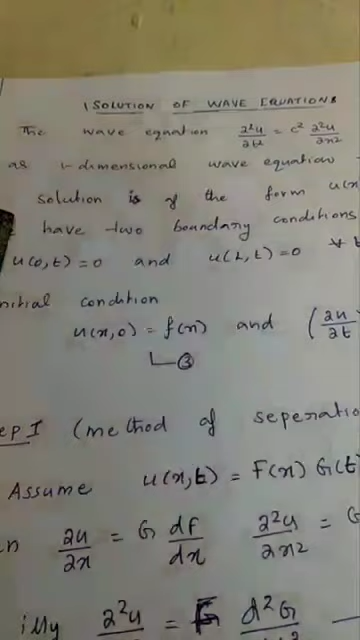 SOLUTION OF WAVE EQUATIONS
The wave equation ∂²u/∂t² = c² ∂²u/∂x²
as 1-dimensional wave equation
solution is of the form u(x
have two boundary conditions
u(0,t)=0 and u(L,t)=0 ∀ t
nitial condition
u(x,0) = f(x) and (∂u/∂t
③
ep I (method of seperatio
Assume u(x,t) = F(x) G(t)
n ∂u/∂x = G dF/dx ∂²u/∂x² = G
illy ∂²u = F d²G